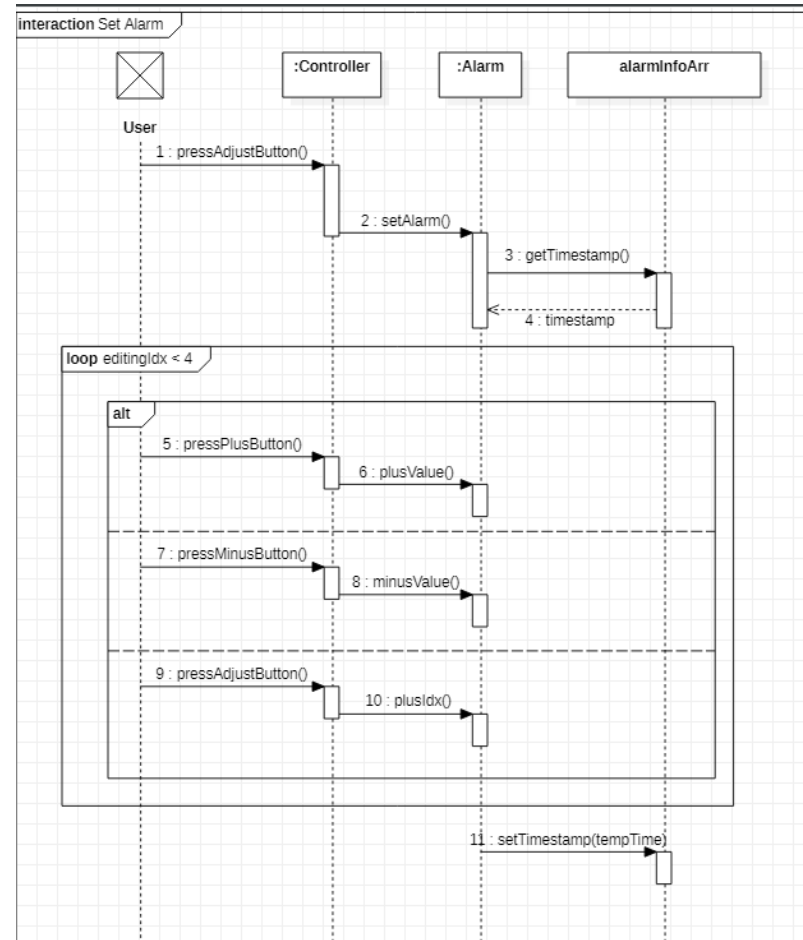 interaction Set Alarm
:Controller
:Alarm
alarmInfoArr
User
1 : pressAdjustButton()
2 : setAlarm()
3 : getTimestamp()
4 : timestamp
loop editingIdx < 4
alt
5 : pressPlusButton()
6 : plusValue()
7 : pressMinusButton()
8 : minusValue()
9 : pressAdjustButton()
10 : plusIdx()
11 : setTimestamp(tempTime)